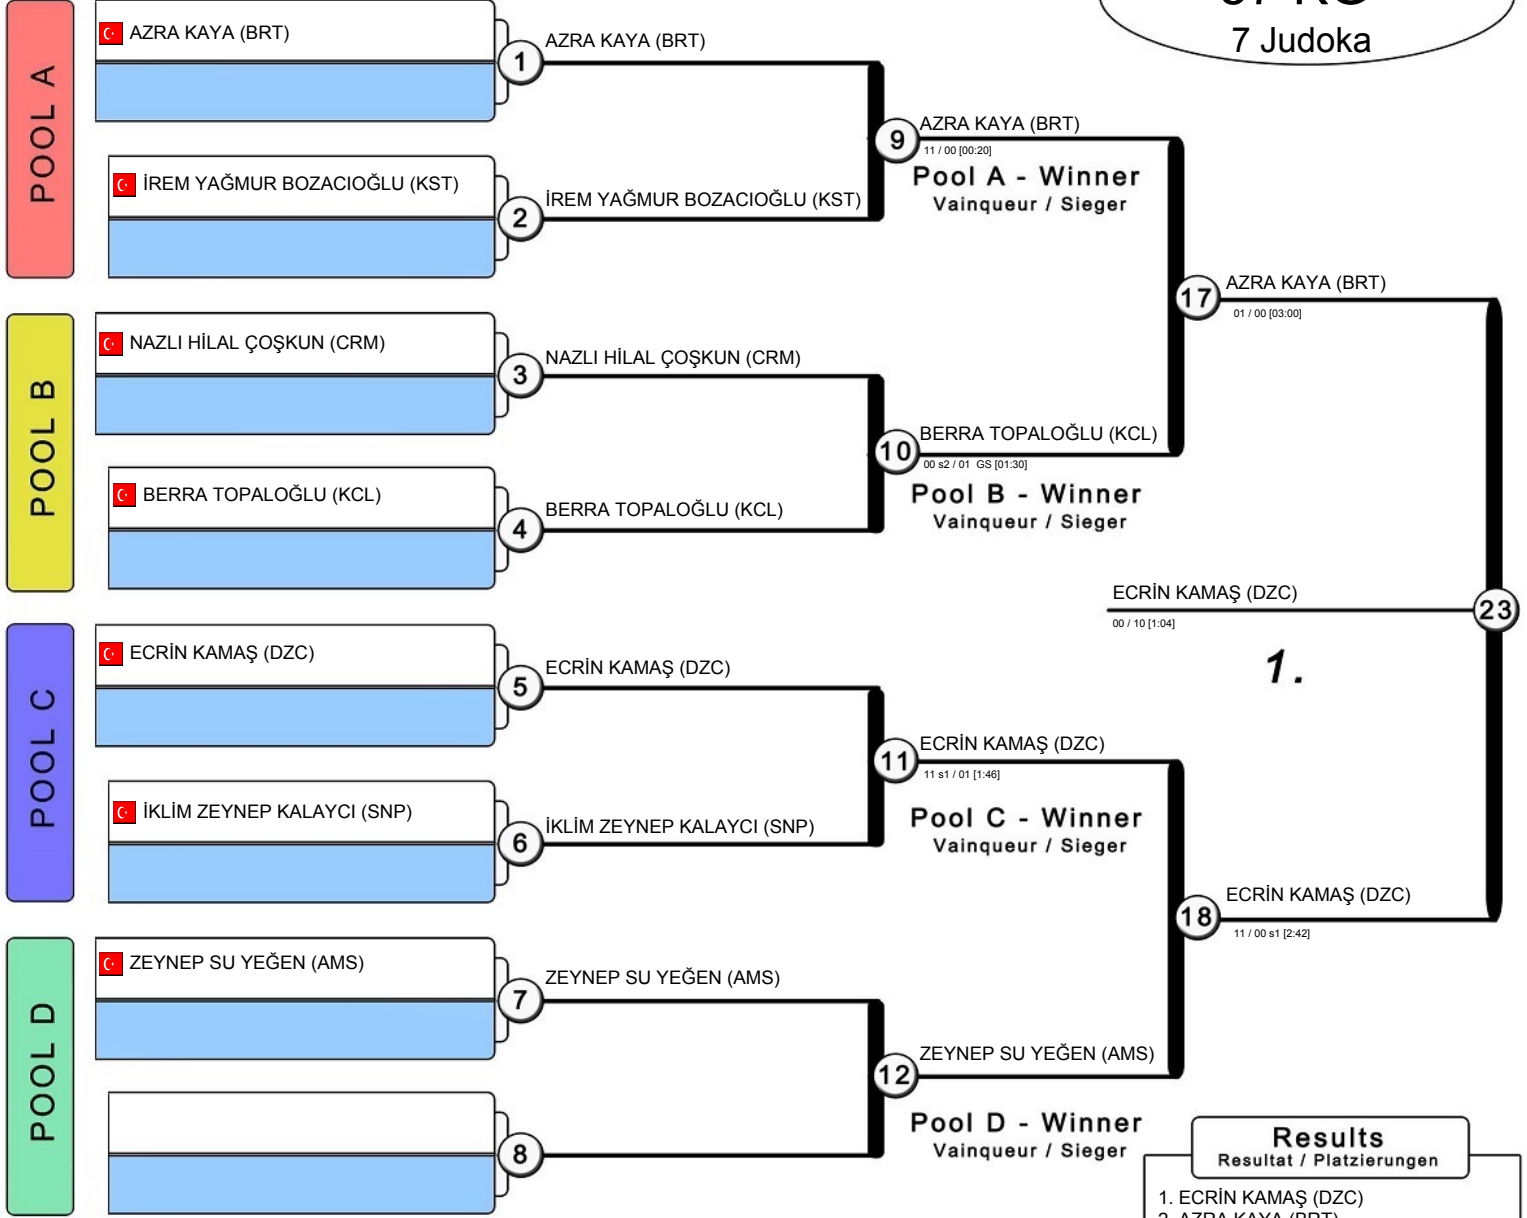 KG
7 Judoka
POOL A
AZRA KAYA (BRT)
1
AZRA KAYA (BRT)
İREM YAĞMUR BOZACIOĞLU (KST)
2
İREM YAĞMUR BOZACIOĞLU (KST)
9
AZRA KAYA (BRT)
11 / 00 [00:20]
Pool A - Winner
Vainqueur / Sieger
POOL B
NAZLI HİLAL ÇOŞKUN (CRM)
3
NAZLI HİLAL ÇOŞKUN (CRM)
BERRA TOPALOĞLU (KCL)
4
BERRA TOPALOĞLU (KCL)
10
BERRA TOPALOĞLU (KCL)
00 s2 / 01 GS [01:30]
Pool B - Winner
Vainqueur / Sieger
17
AZRA KAYA (BRT)
01 / 00 [03:00]
POOL C
ECRİN KAMAŞ (DZC)
5
ECRİN KAMAŞ (DZC)
İKLİM ZEYNEP KALAYCI (SNP)
6
İKLİM ZEYNEP KALAYCI (SNP)
11
ECRİN KAMAŞ (DZC)
11 s1 / 01 [1:46]
Pool C - Winner
Vainqueur / Sieger
POOL D
ZEYNEP SU YEĞEN (AMS)
7
ZEYNEP SU YEĞEN (AMS)
8
12
ZEYNEP SU YEĞEN (AMS)
Pool D - Winner
Vainqueur / Sieger
18
ECRİN KAMAŞ (DZC)
11 / 00 s1 [2:42]
ECRİN KAMAŞ (DZC)
23
00 / 10 [1:04]
1.
Results
Resultat / Platzierungen
1. ECRİN KAMAŞ (DZC)
2. AZRA KAYA (BRT)